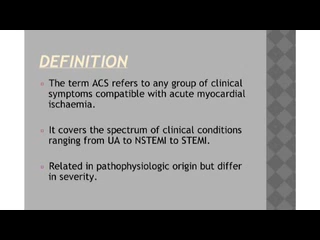 DEFINITION
The term ACS refers to any group of clinical
symptoms compatible with acute myocardial
ischaemia.
It covers the spectrum of clinical conditions
ranging from UA to NSTEMI to STEMI.
Related in pathophysiologic origin but differ
in severity.